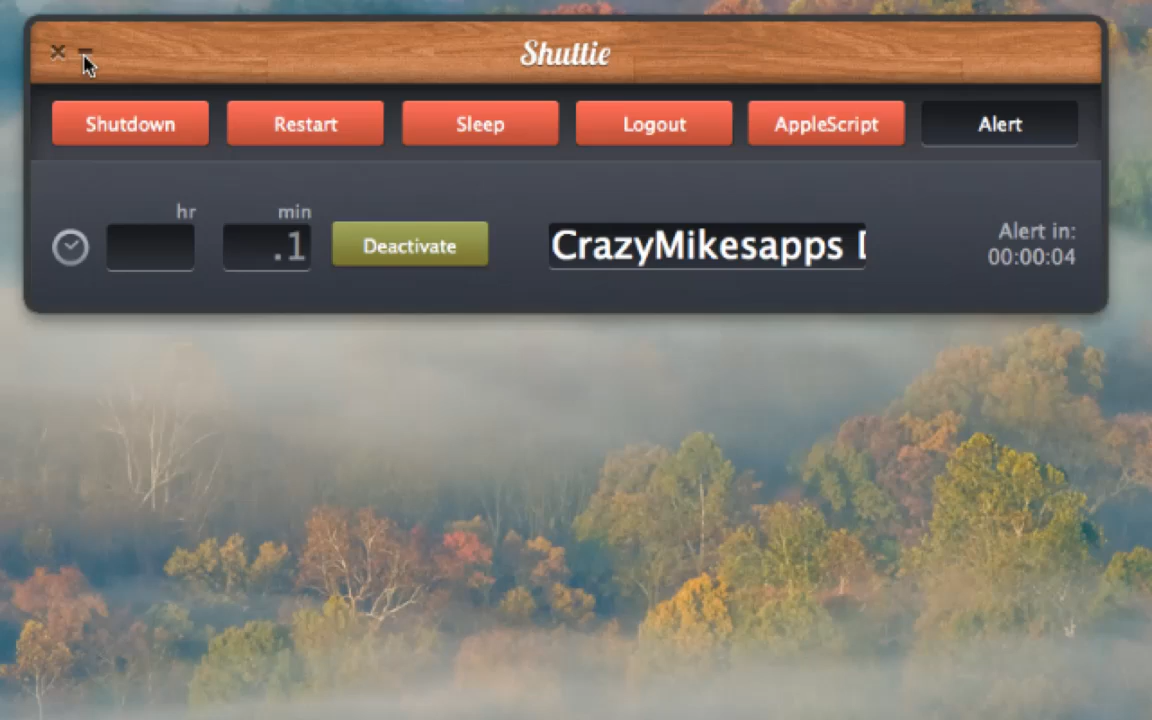 Shuttie
Shutdown Restart Sleep Logout AppleScript Alert
hr min
.1 Deactivate CrazyMikesapps D
Alert in:
00:00:04